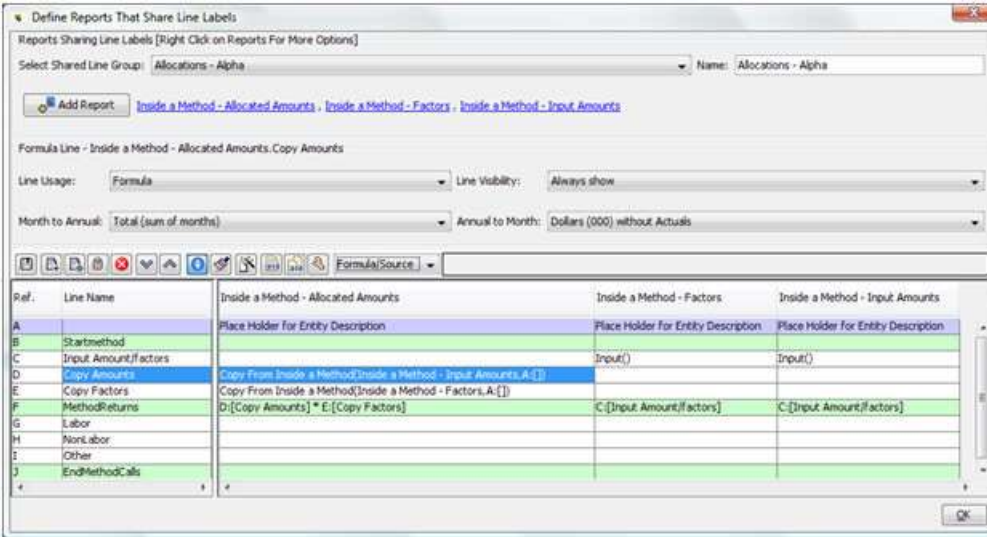 Define Reports That Share Line Labels
Reports Sharing Line Labels [Right Click on Reports For More Options]
Select Shared Line Group: Allocations - Alpha Name: Allocations - Alpha
Add Report Inside a Method - Allocated Amounts , Inside a Method - Factors , Inside a Method - Input Amounts
Formula Line - Inside a Method - Allocated Amounts.Copy Amounts
Line Usage: Formula Line Visibility: Always show
Month to Annual: Total (sum of months) Annual to Month: Dollars (000) without Actuals
Formula/Source
Ref. Line Name Inside a Method - Allocated Amounts Inside a Method - Factors Inside a Method - Input Amounts
A Place Holder for Entity Description Place Holder for Entity Description Place Holder for Entity Description
B Startmethod
C Input Amount/factors Input() Input()
D Copy Amounts Copy From Inside a Method(Inside a Method - Input Amounts,A:[])
E Copy Factors Copy From Inside a Method(Inside a Method - Factors,A:[])
F MethodReturns D:[Copy Amounts] * E:[Copy Factors] C:[Input Amount/factors] C:[Input Amount/factors]
G Labor
H NonLabor
I Other
J EndMethodCalls
OK